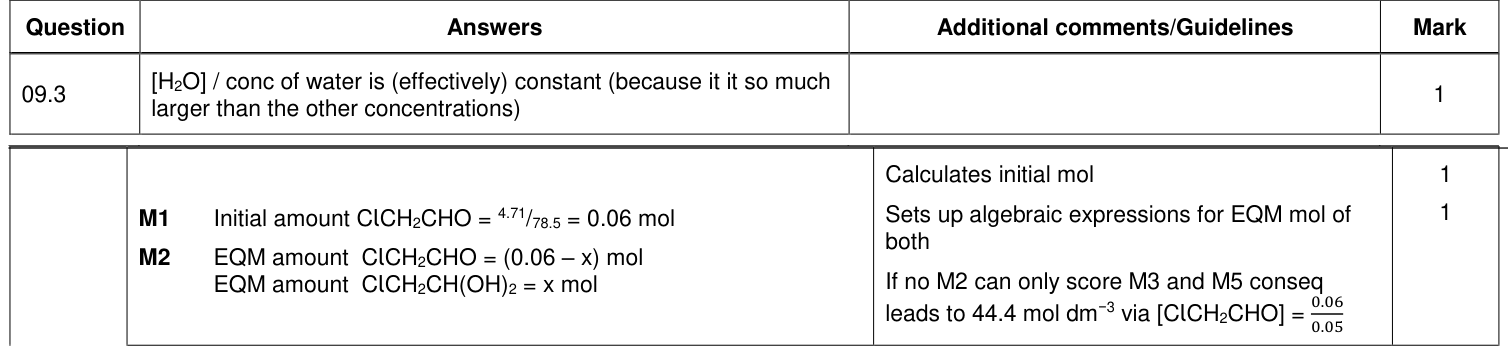 Question Answers Additional comments/Guidelines Mark
09.3
[H₂O] / conc of water is (effectively) constant (because it it so much
larger than the other concentrations)
1
M1 Initial amount ClCH₂CHO = ⁴·⁷¹/₇₈.₅ = 0.06 mol
M2 EQM amount ClCH₂CHO = (0.06 – x) mol
EQM amount ClCH₂CH(OH)₂ = x mol
Calculates initial mol
Sets up algebraic expressions for EQM mol of
both
If no M2 can only score M3 and M5 conseq
leads to 44.4 mol dm⁻³ via [ClCH₂CHO] = 0.06/0.05
1
1